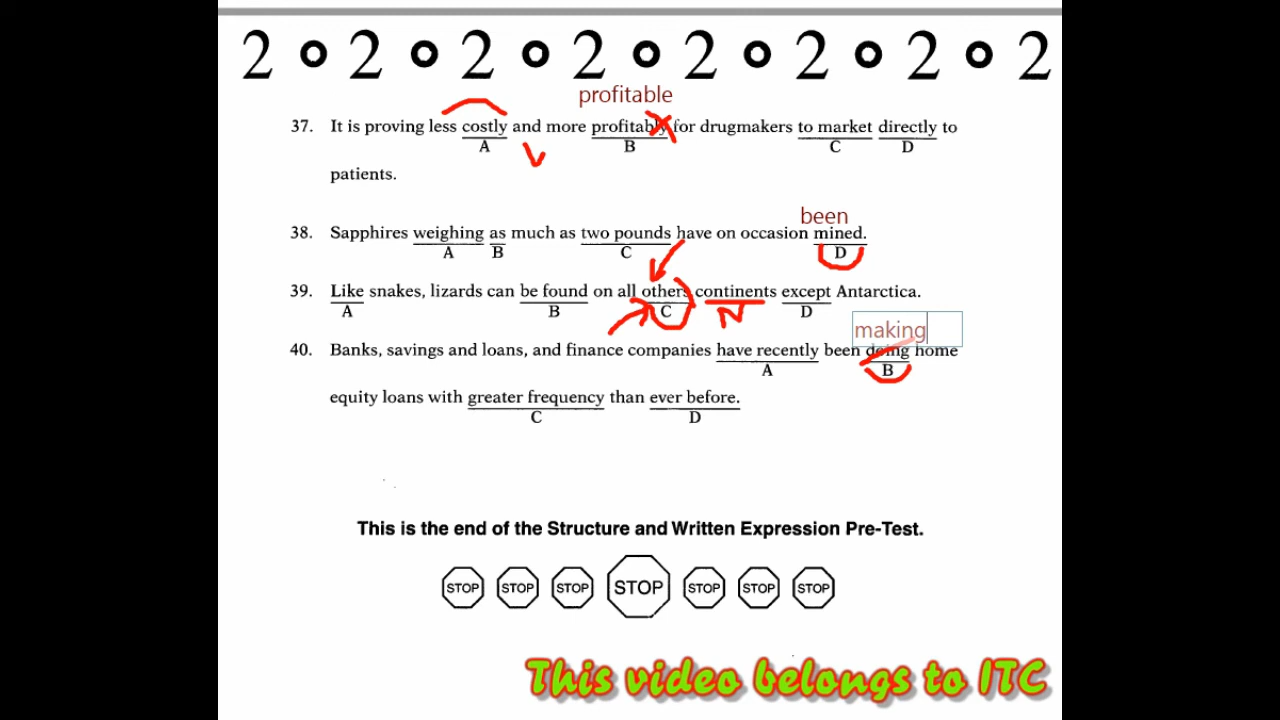 2 o 2 o 2 o 2 o 2 o 2 o 2 o 2
profitable
37. It is proving less costly and more profitably for drugmakers to market directly to
A B C D
patients.
been
38. Sapphires weighing as much as two pounds have on occasion mined.
A B C D
39. Like snakes, lizards can be found on all others continents except Antarctica.
A B C N D
making
40. Banks, savings and loans, and finance companies have recently been doing home
A B
equity loans with greater frequency than ever before.
C D
This is the end of the Structure and Written Expression Pre-Test.
STOP STOP STOP STOP STOP STOP STOP
This video belongs to ITC